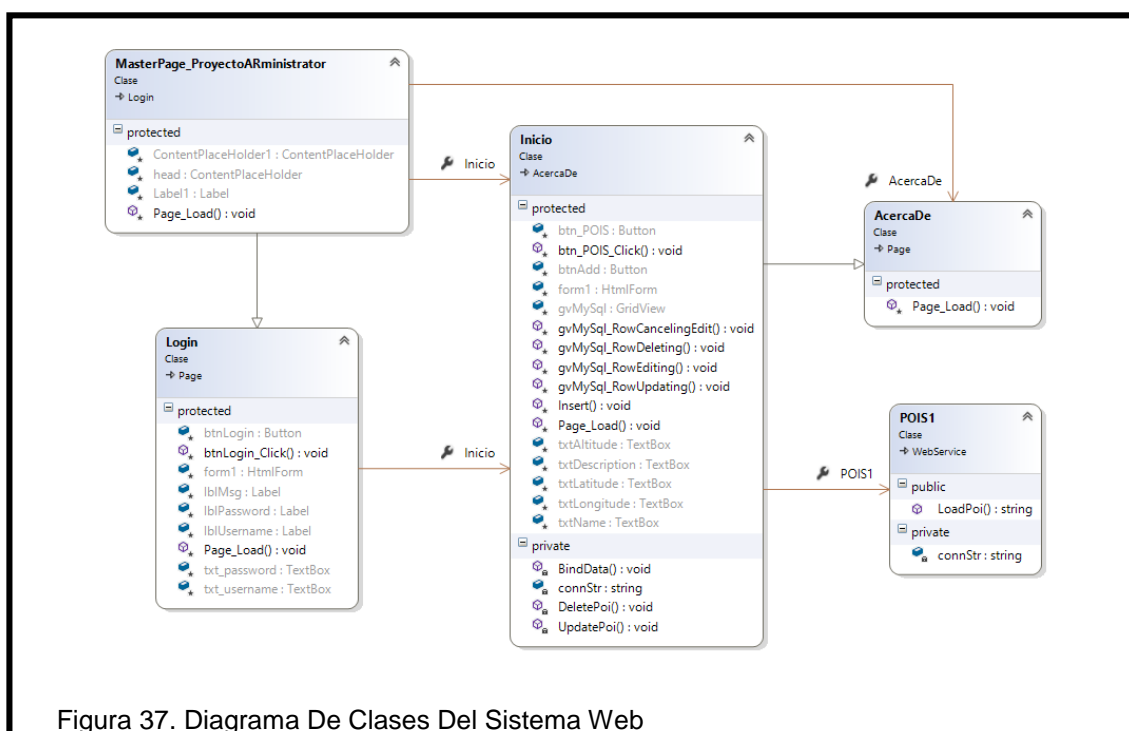 MasterPage_ProyectoARministrator
Clase
Login
protected
ContentPlaceHolder1 : ContentPlaceHolder
head : ContentPlaceHolder
Label1 : Label
Page_Load() : void
Inicio
AcercaDe
Inicio
Clase
AcercaDe
protected
btn_POIS : Button
btn_POIS_Click() : void
btnAdd : Button
form1 : HtmlForm
gvMySql : GridView
gvMySql_RowCancelingEdit() : void
gvMySql_RowDeleting() : void
gvMySql_RowEditing() : void
gvMySql_RowUpdating() : void
Insert() : void
Page_Load() : void
txtAltitude : TextBox
txtDescription : TextBox
txtLatitude : TextBox
txtLongitude : TextBox
txtName : TextBox
private
BindData() : void
connStr : string
DeletePoi() : void
UpdatePoi() : void
AcercaDe
Clase
Page
protected
Page_Load() : void
Login
Clase
Page
protected
btnLogin : Button
btnLogin_Click() : void
form1 : HtmlForm
lblMsg : Label
lblPassword : Label
lblUsername : Label
Page_Load() : void
txt_password : TextBox
txt_username : TextBox
Inicio
POIS1
POIS1
Clase
WebService
public
LoadPoi() : string
private
connStr : string
Figura 37. Diagrama De Clases Del Sistema Web